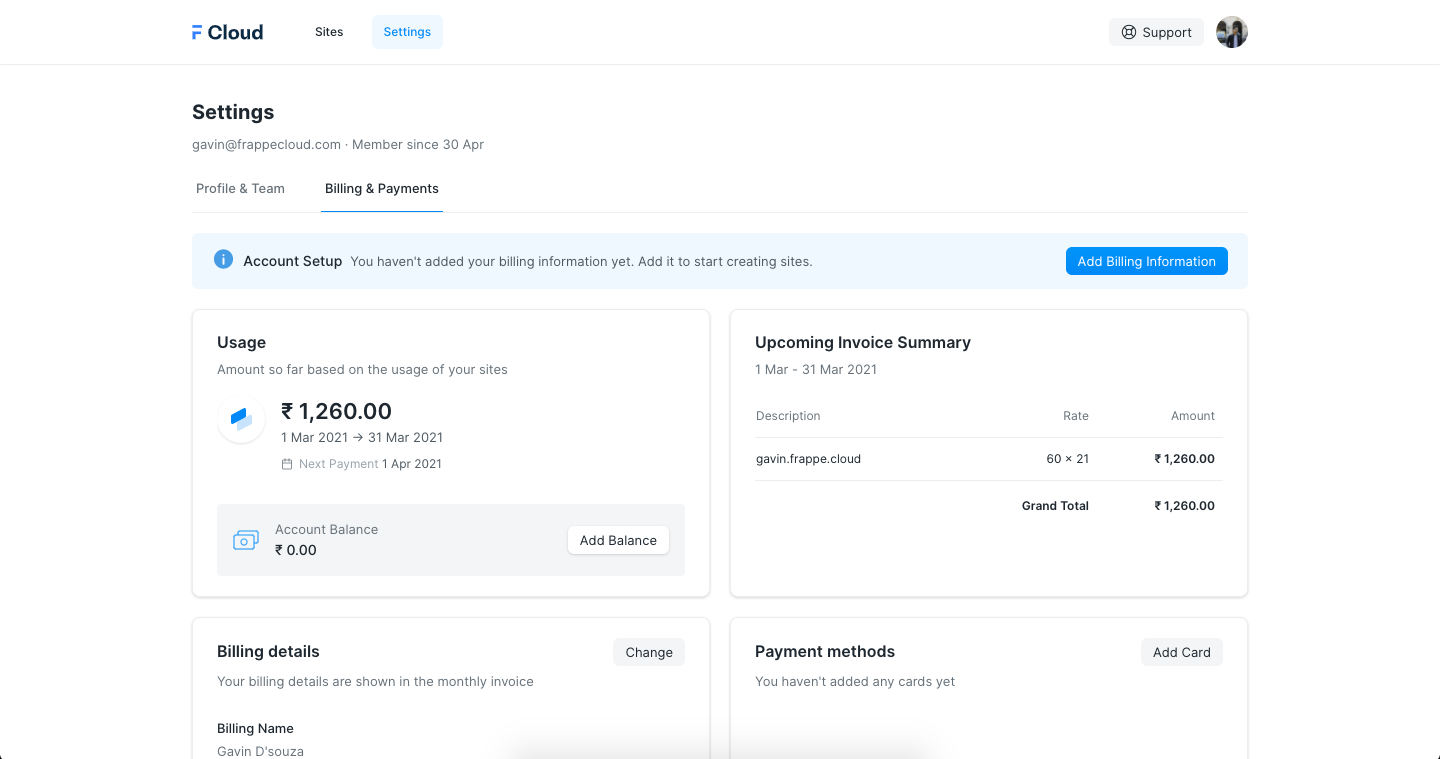 Cloud
Sites
Settings
Support
Settings
gavin@frappecloud.com · Member since 30 Apr
Profile & Team
Billing & Payments
Account Setup You haven't added your billing information yet. Add it to start creating sites.
Add Billing Information
Usage
Amount so far based on the usage of your sites
₹ 1,260.00
1 Mar 2021 → 31 Mar 2021
Next Payment 1 Apr 2021
Account Balance
₹ 0.00
Add Balance
Upcoming Invoice Summary
1 Mar - 31 Mar 2021
Description Rate Amount
gavin.frappe.cloud 60 × 21 ₹ 1,260.00
Grand Total ₹ 1,260.00
Billing details
Change
Your billing details are shown in the monthly invoice
Billing Name
Gavin D'souza
Payment methods
Add Card
You haven't added any cards yet